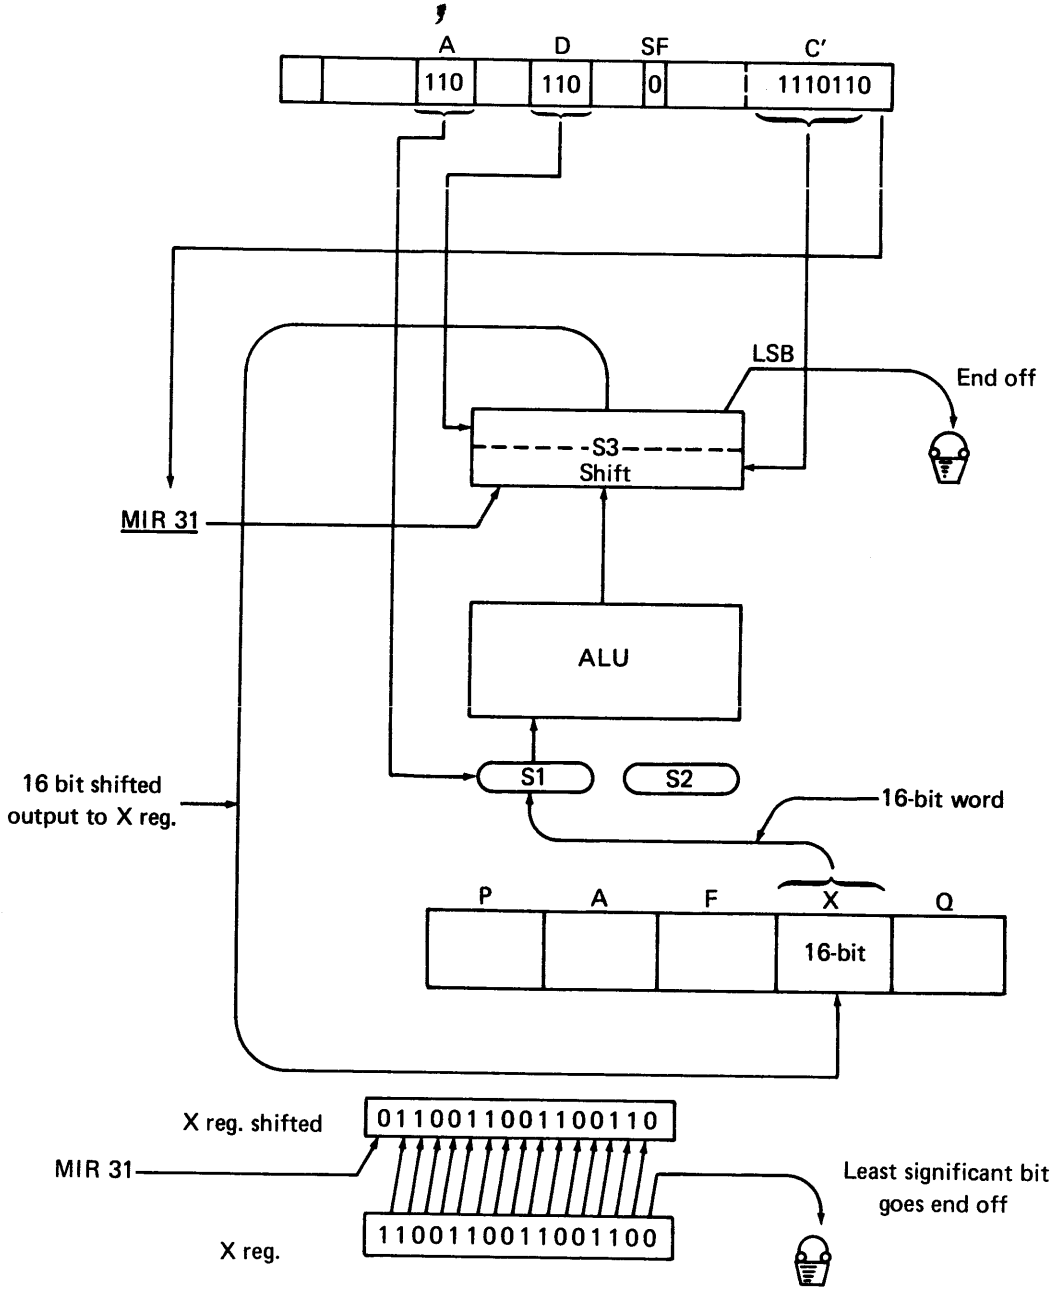 A D SF C′
110 110 0 1110110
LSB
End off
S3
Shift
MIR 31
ALU
S1 S2
16 bit shifted
output to X reg.
16-bit word
P A F X Q
16-bit
X reg. shifted 0110011001100110
MIR 31
Least significant bit
goes end off
X reg. 1100110011001100